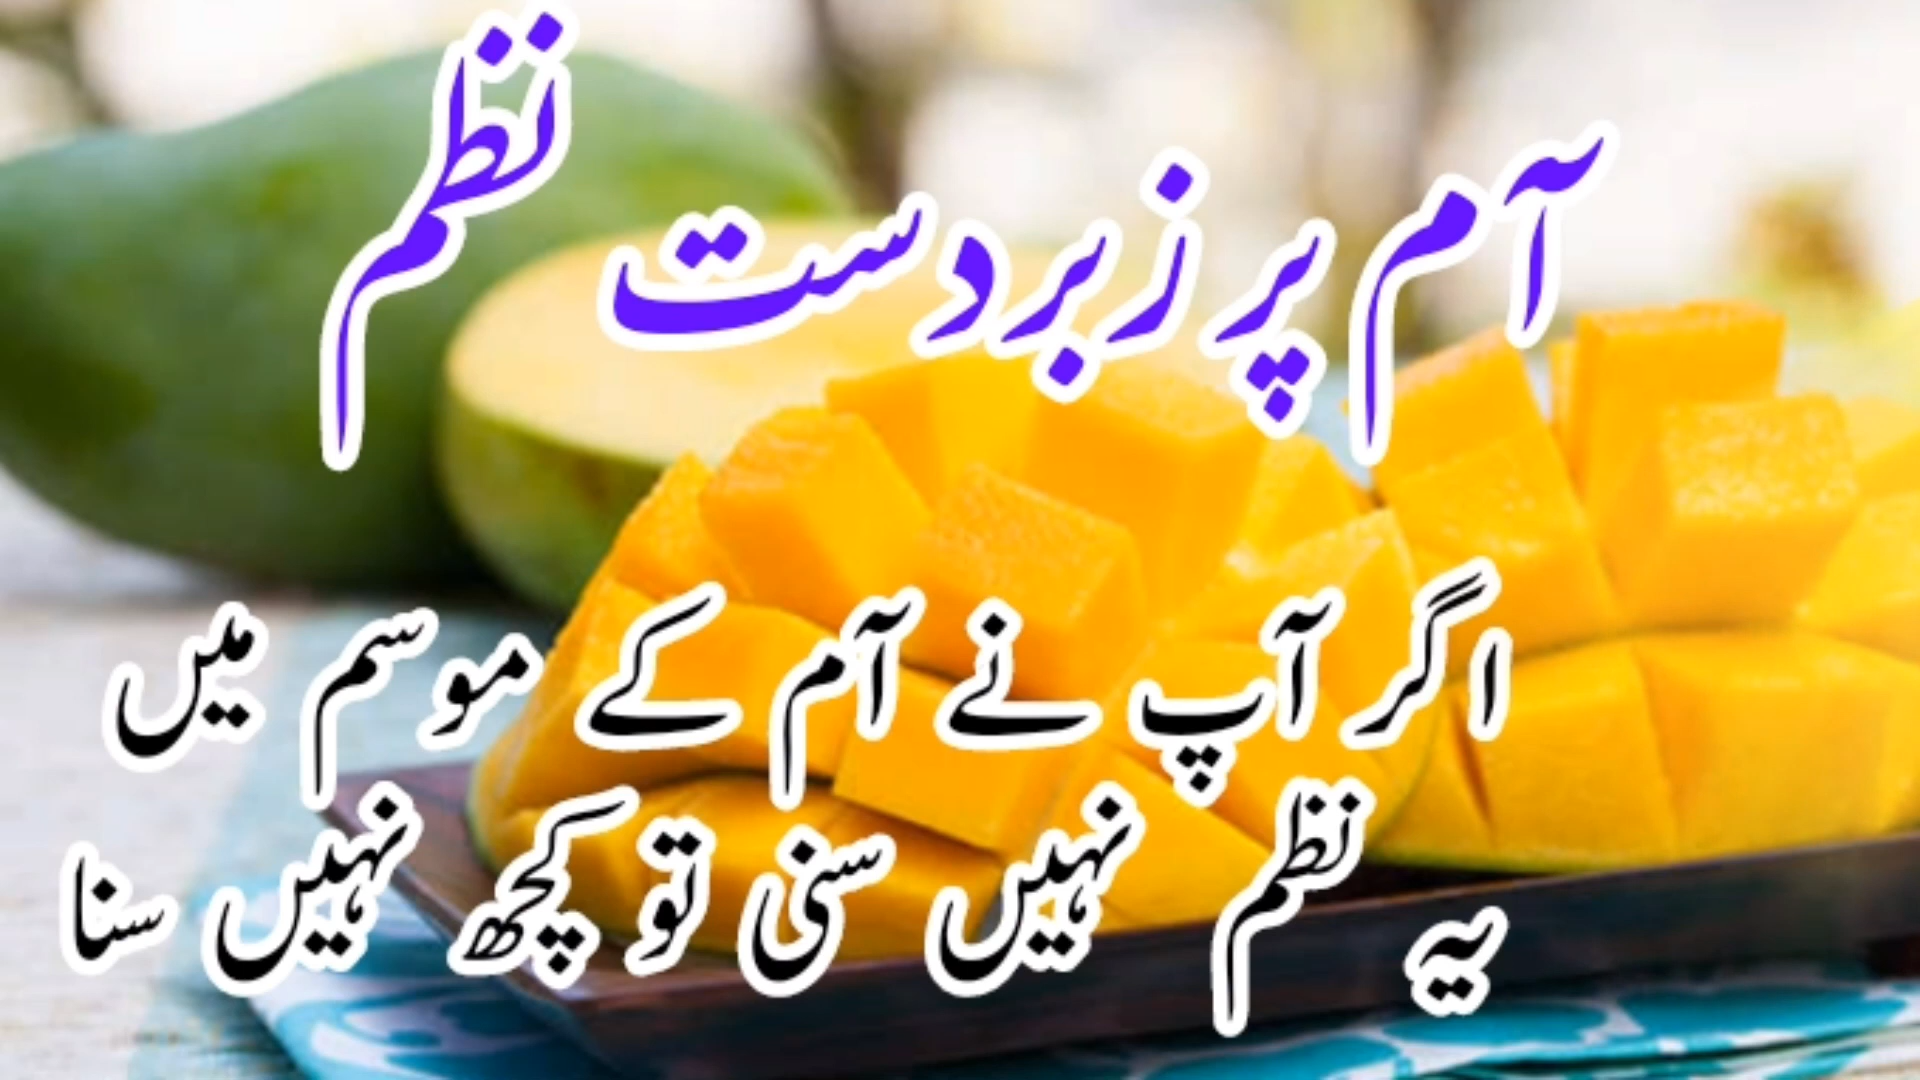 آم پر زبردست نظم
اگر آپ نے آم کے موسم میں
یہ نظم نہیں سنی تو کچھ نہیں سنا